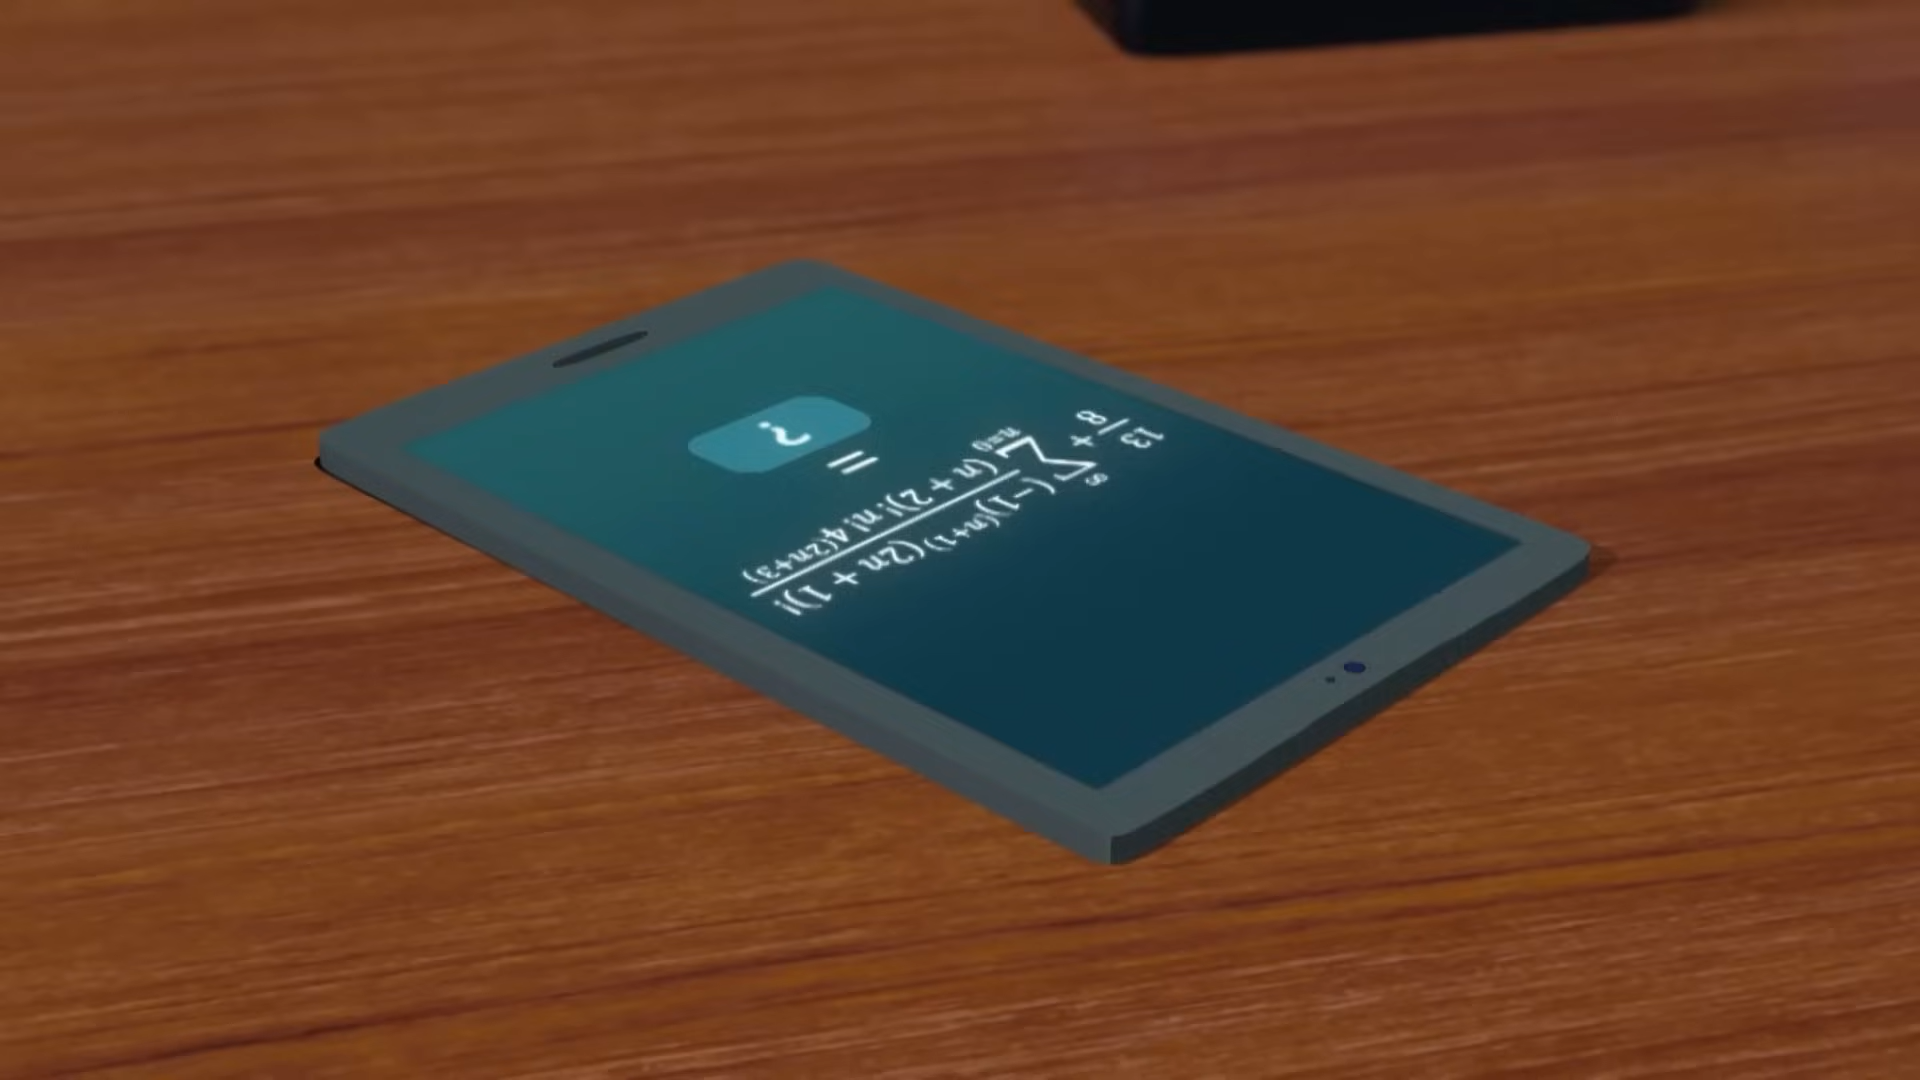 13/8 + ∑_{n=0}^{∞} (−1)^{(n+1)}(2n + 1)! / (n + 2)! n! 4^{(2n+3)}
=
?